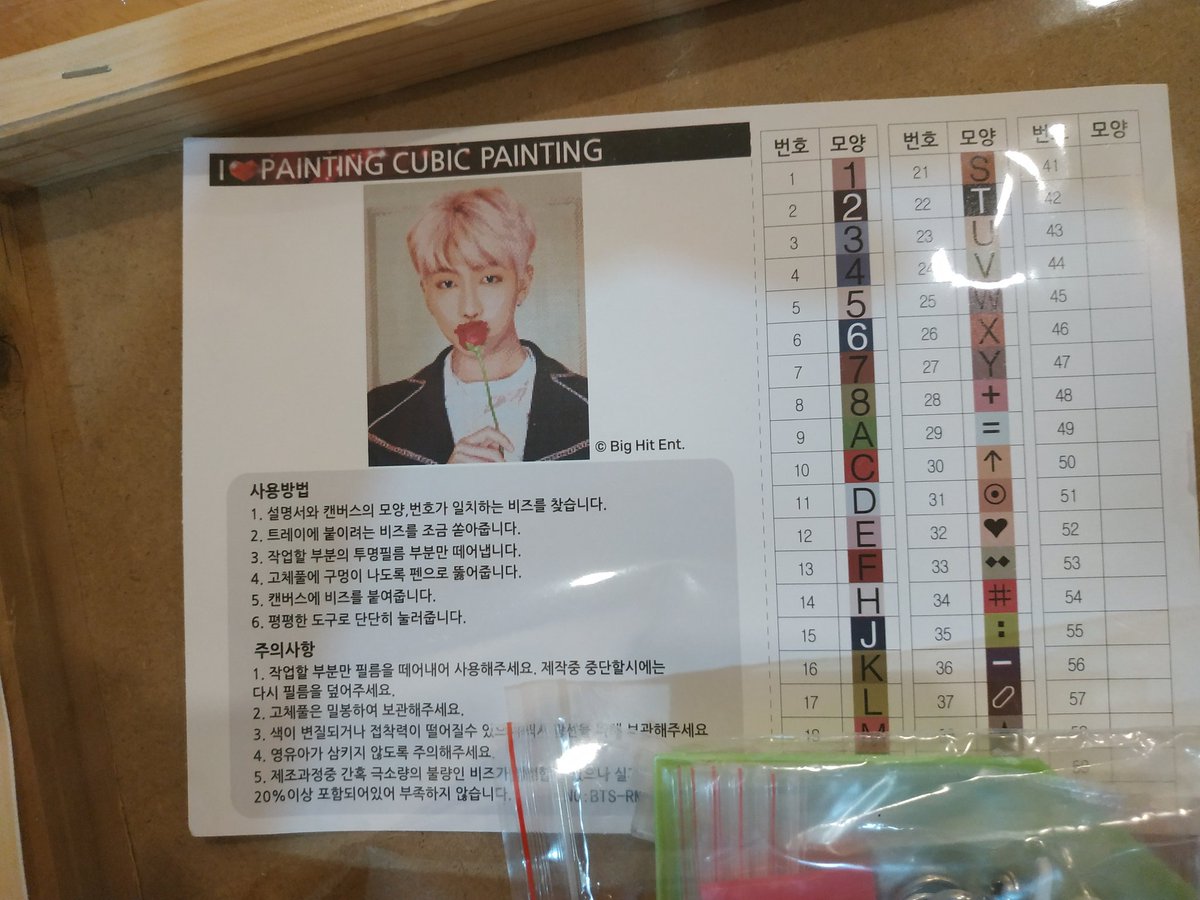 I ❤ PAINTING CUBIC PAINTING
© Big Hit Ent.
사용방법
1. 설명서와 캔버스의 모양,번호가 일치하는 비즈를 찾습니다.
2. 트레이에 붙이려는 비즈를 조금 쏟아줍니다.
3. 작업할 부분의 투명필름 부분만 떼어냅니다.
4. 고체풀에 구멍이 나도록 펜으로 뚫어줍니다.
5. 캔버스에 비즈를 붙여줍니다.
6. 평평한 도구로 단단히 눌러줍니다.
주의사항
1. 작업할 부분만 필름을 떼어내어 사용해주세요. 제작중 중단할시에는
다시 필름을 덮어주세요.
2. 고체풀은 밀봉하여 보관해주세요.
3. 색이 변질되거나 접착력이 떨어질수 보관해주세요
4. 영유아가 삼키지 않도록 주의해주세요.
5. 제조과정중 간혹 극소량의 불량인 비즈가
20%이상 포함되어있어 부족하지 않습니다. NO:BTS-RM
번호 모양 번호 모양 번호 모양
1 1 21 S 41
2 2 22 T 42
3 3 23 U 43
4 4 24 V 44
5 5 25 W 45
6 6 26 X 46
7 7 27 Y 47
8 8 28 + 48
9 A 29 = 49
10 C 30 ↑ 50
11 D 31 ⊙ 51
12 E 32 ♥ 52
13 F 33 ◆◆ 53
14 H 34 # 54
15 J 35 : 55
16 K 36 − 56
17 L 37 57
18 M